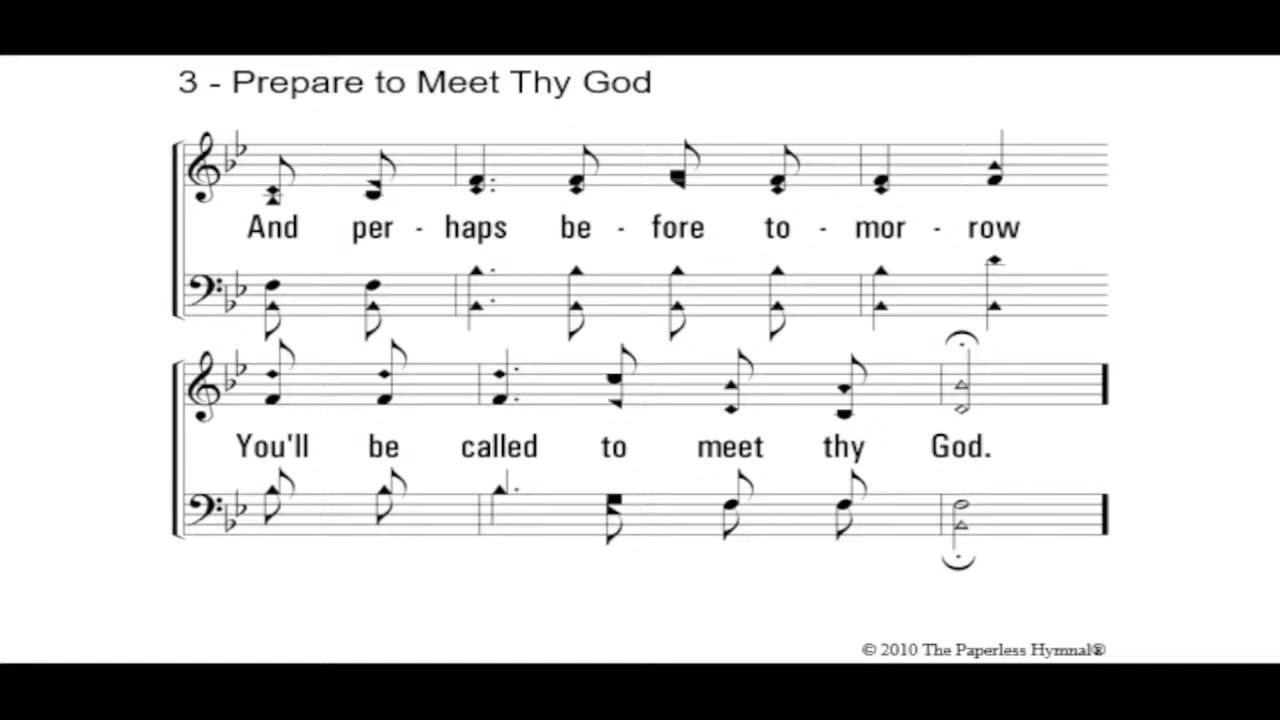 3 - Prepare to Meet Thy God
And per - haps be - fore to - mor - row
You'll be called to meet thy God.
© 2010 The Paperless Hymnal®